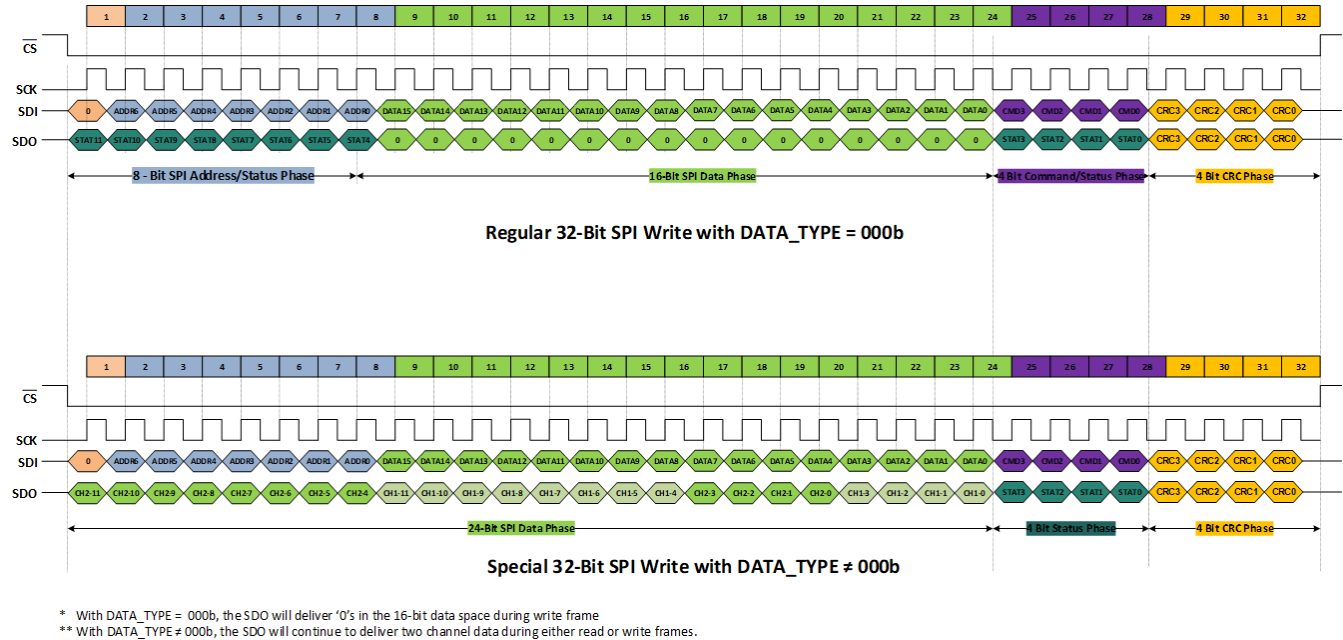 1 2 3 4 5 6 7 8 9 10 11 12 13 14 15 16 17 18 19 20 21 22 23 24 25 26 27 28 29 30 31 32
CS
SCK
SDI 0 ADDR6 ADDR5 ADDR4 ADDR3 ADDR2 ADDR1 ADDR0 DATA15 DATA14 DATA13 DATA12 DATA11 DATA10 DATA9 DATA8 DATA7 DATA6 DATA5 DATA4 DATA3 DATA2 DATA1 DATA0 CMD3 CMD2 CMD1 CMD0 CRC3 CRC2 CRC1 CRC0
SDO STAT11 STAT10 STAT9 STAT8 STAT7 STAT6 STAT5 STAT4 0 0 0 0 0 0 0 0 0 0 0 0 0 0 0 0 STAT3 STAT2 STAT1 STAT0 CRC3 CRC2 CRC1 CRC0
8 - Bit SPI Address/Status Phase 16-Bit SPI Data Phase 4 Bit Command/Status Phase 4 Bit CRC Phase
Regular 32-Bit SPI Write with DATA_TYPE = 000b
1 2 3 4 5 6 7 8 9 10 11 12 13 14 15 16 17 18 19 20 21 22 23 24 25 26 27 28 29 30 31 32
CS
SCK
SDI 0 ADDR6 ADDR5 ADDR4 ADDR3 ADDR2 ADDR1 ADDR0 DATA15 DATA14 DATA13 DATA12 DATA11 DATA10 DATA9 DATA8 DATA7 DATA6 DATA5 DATA4 DATA3 DATA2 DATA1 DATA0 CMD3 CMD2 CMD1 CMD0 CRC3 CRC2 CRC1 CRC0
SDO CH2-11 CH2-10 CH2-9 CH2-8 CH2-7 CH2-6 CH2-5 CH2-4 CH1-11 CH1-10 CH1-9 CH1-8 CH1-7 CH1-6 CH1-5 CH1-4 CH2-3 CH2-2 CH2-1 CH2-0 CH1-3 CH1-2 CH1-1 CH1-0 STAT3 STAT2 STAT1 STAT0 CRC3 CRC2 CRC1 CRC0
24-Bit SPI Data Phase 4 Bit Status Phase 4 Bit CRC Phase
Special 32-Bit SPI Write with DATA_TYPE ≠ 000b
* With DATA_TYPE = 000b, the SDO will deliver '0's in the 16-bit data space during write frame
** With DATA_TYPE ≠ 000b, the SDO will continue to deliver two channel data during either read or write frames.